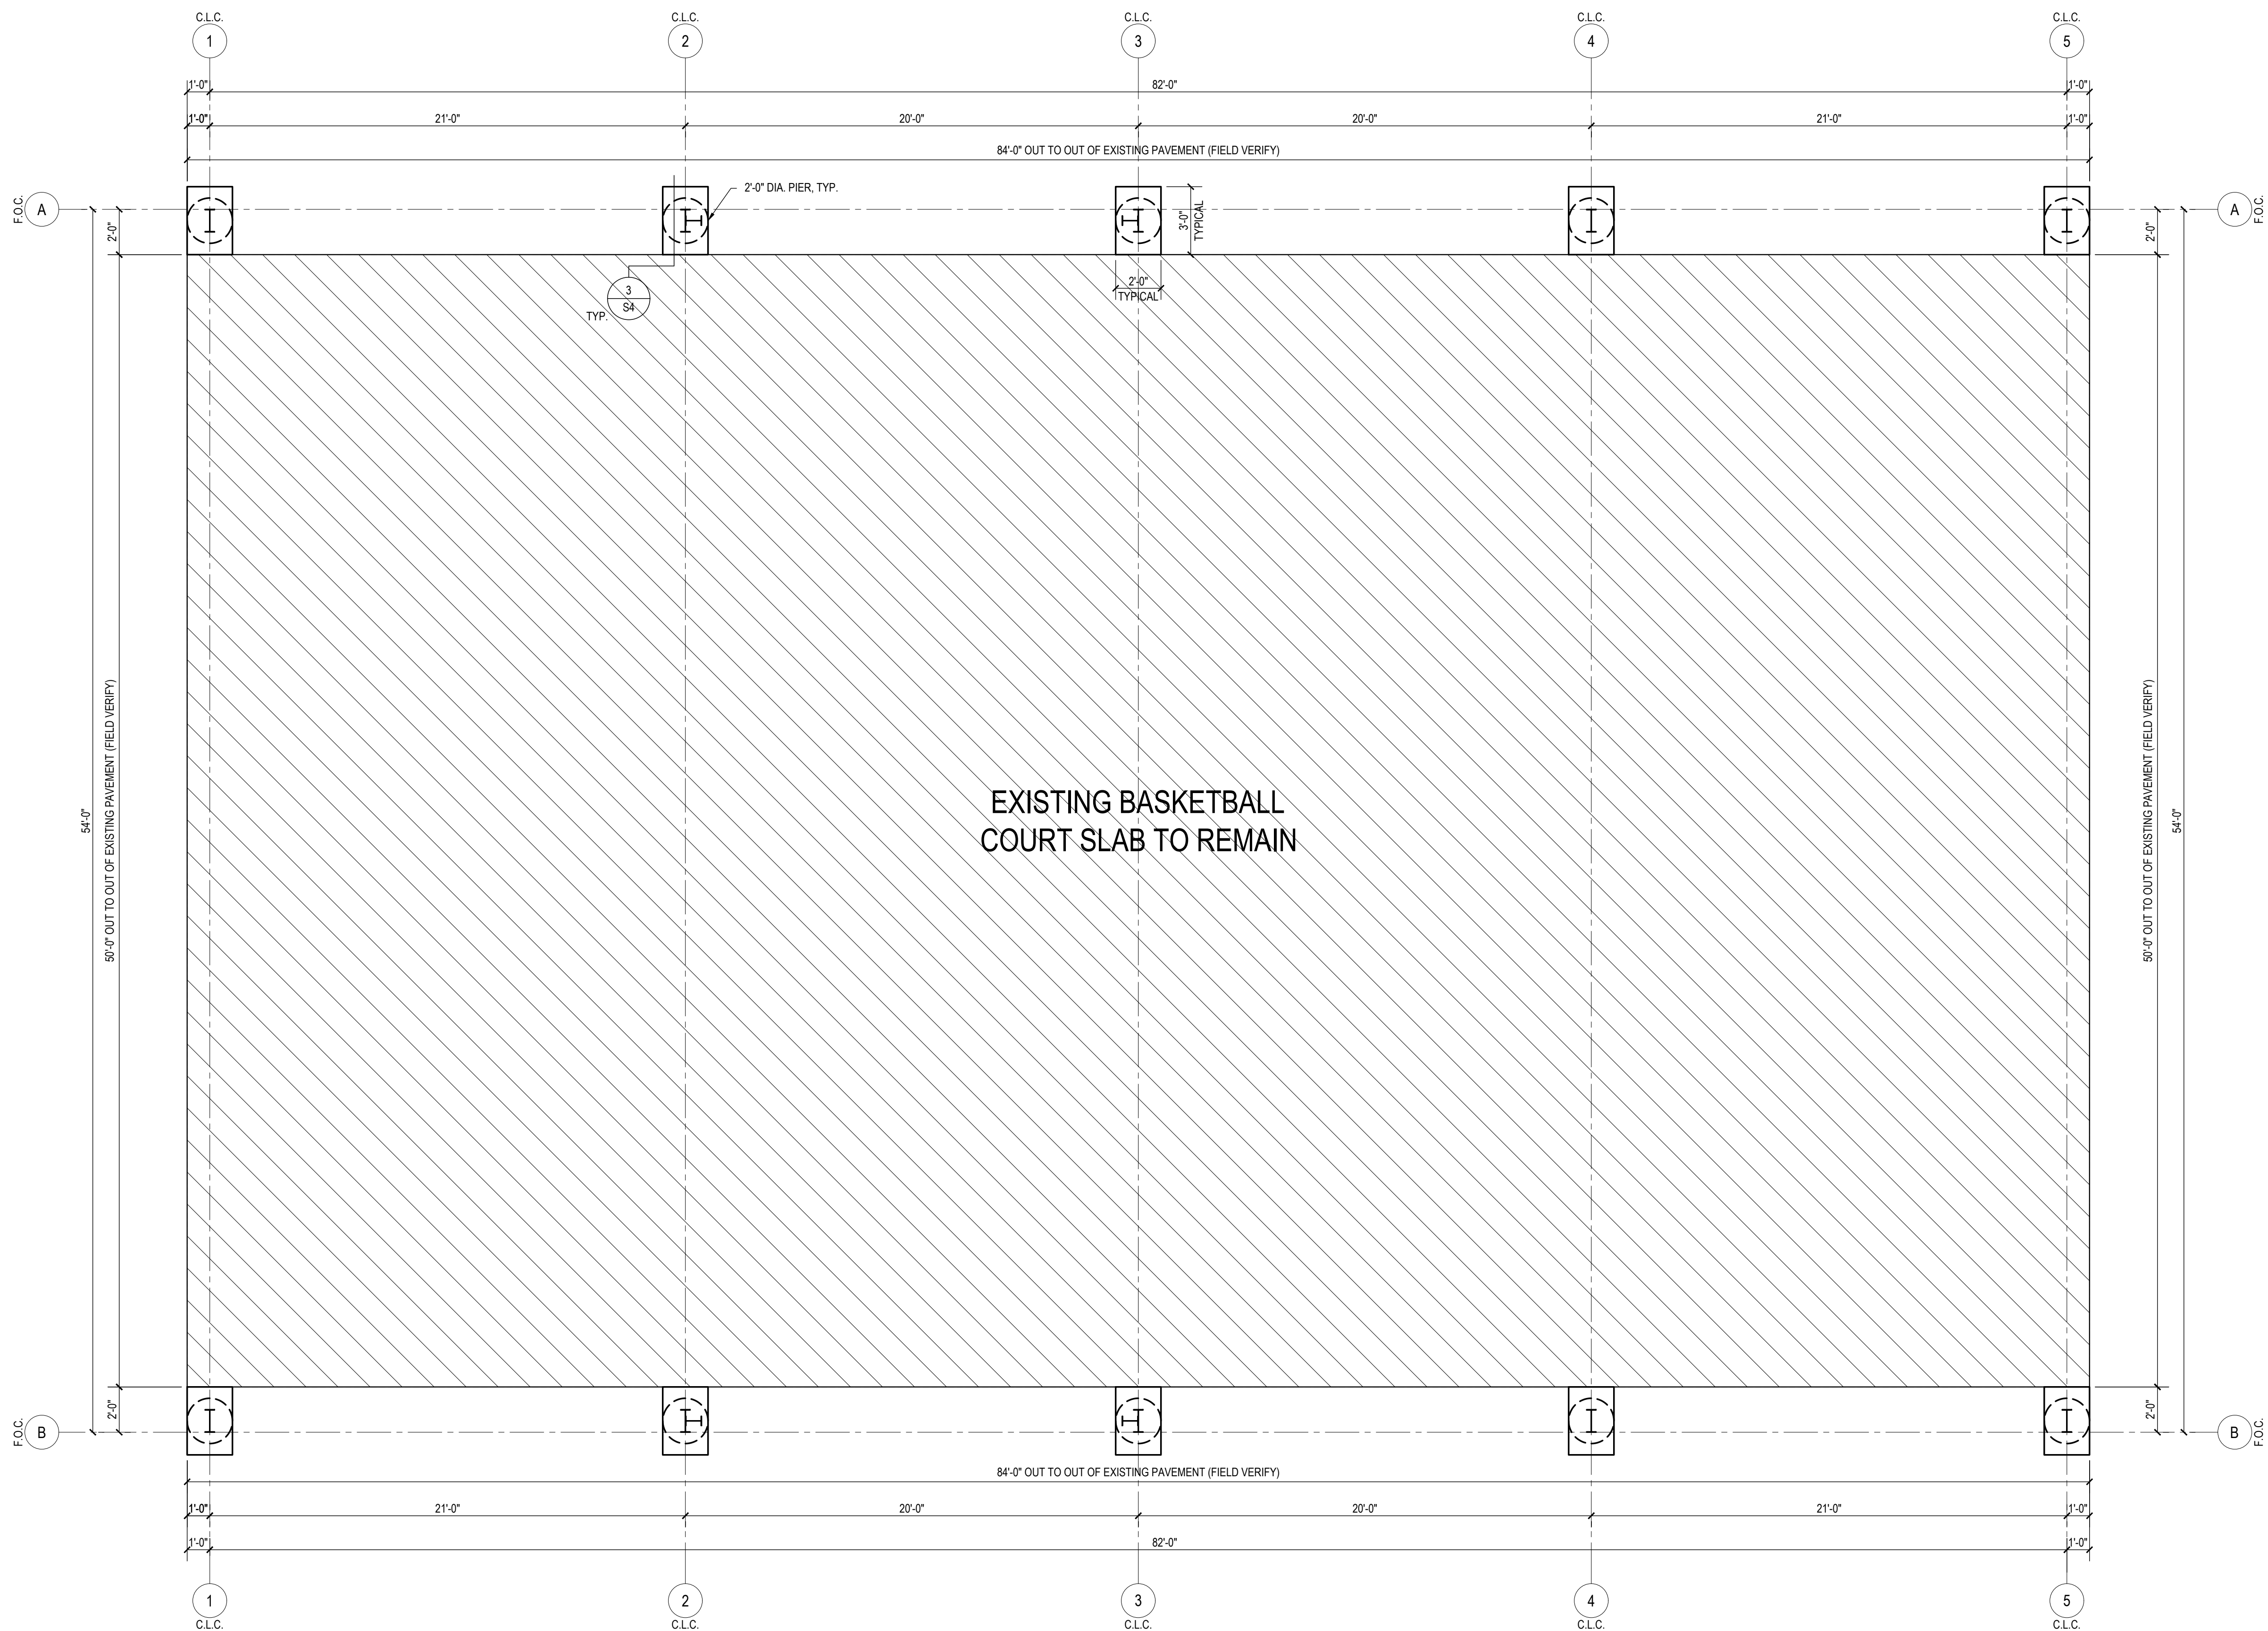 C.L.C. C.L.C. C.L.C. C.L.C. C.L.C.
1 2 3 4 5
1'-0" 82'-0" 1'-0"
1'-0" 21'-0" 20'-0" 20'-0" 21'-0" 1'-0"
84'-0" OUT TO OUT OF EXISTING PAVEMENT (FIELD VERIFY)
2'-0" DIA. PIER, TYP.
F.O.C. A A F.O.C.
2'-0" 3'-0" 2'-0"
TYPICAL
2'-0"
TYPICAL
3
S4
TYP.
54'-0"
50'-0" OUT TO OUT OF EXISTING PAVEMENT (FIELD VERIFY)
EXISTING BASKETBALL
COURT SLAB TO REMAIN
50'-0" OUT TO OUT OF EXISTING PAVEMENT (FIELD VERIFY)
54'-0"
2'-0" 2'-0"
F.O.C. B B F.O.C.
84'-0" OUT TO OUT OF EXISTING PAVEMENT (FIELD VERIFY)
1'-0" 21'-0" 20'-0" 20'-0" 21'-0" 1'-0"
1'-0" 82'-0" 1'-0"
1 2 3 4 5
C.L.C. C.L.C. C.L.C. C.L.C. C.L.C.